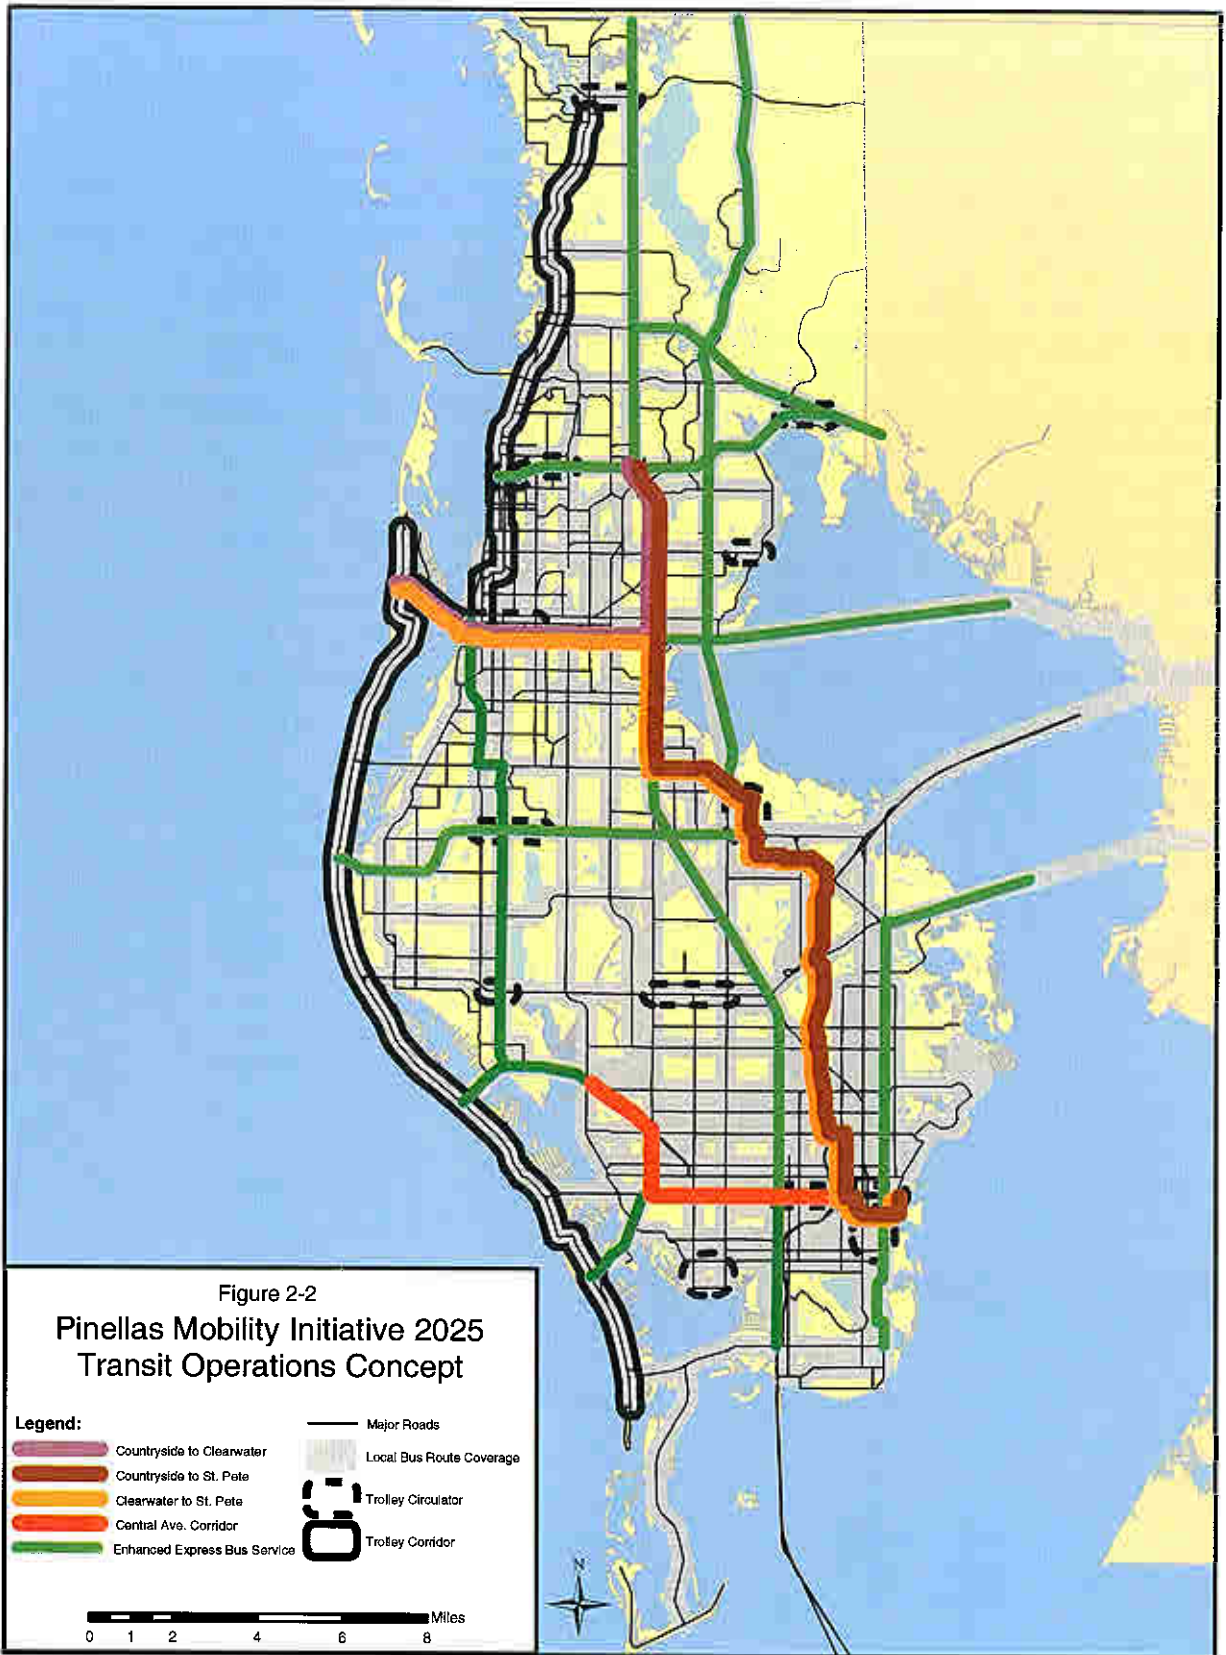 Figure 2-2
Pinellas Mobility Initiative 2025
Transit Operations Concept
Legend:
Countryside to Clearwater
Countryside to St. Pete
Clearwater to St. Pete
Central Ave. Corridor
Enhanced Express Bus Service
Major Roads
Local Bus Route Coverage
Trolley Circulator
Trolley Corridor
Miles
0 1 2 4 6 8
N